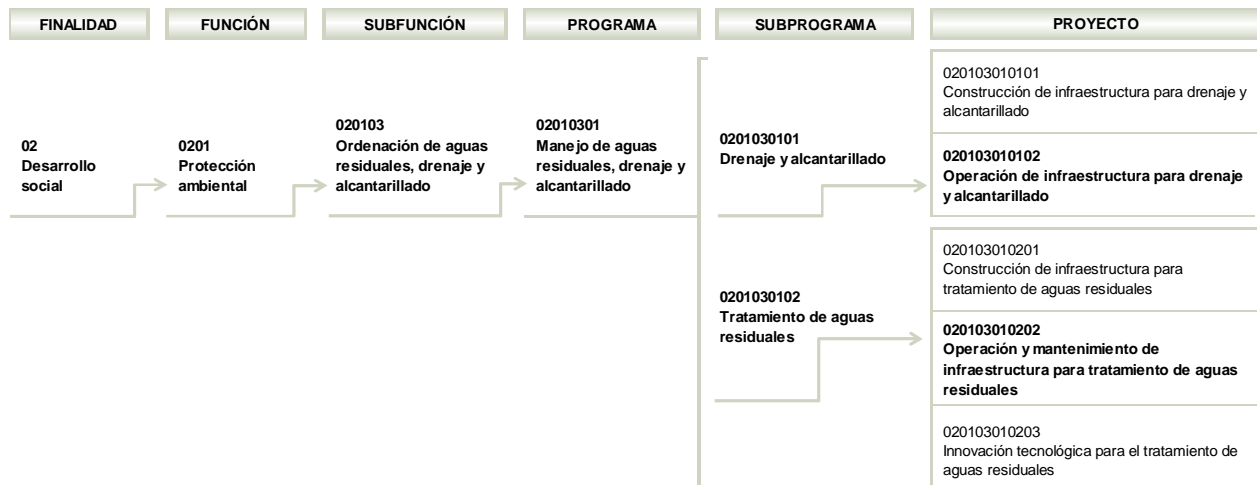 FINALIDAD
FUNCIÓN
SUBFUNCIÓN
PROGRAMA
SUBPROGRAMA
PROYECTO
02
Desarrollo
social
0201
Protección
ambiental
020103
Ordenación de aguas
residuales, drenaje y
alcantarillado
02010301
Manejo de aguas
residuales, drenaje y
alcantarillado
0201030101
Drenaje y alcantarillado
020103010101
Construcción de infraestructura para drenaje y
alcantarillado
020103010102
Operación de infraestructura para drenaje
y alcantarillado
0201030102
Tratamiento de aguas
residuales
020103010201
Construcción de infraestructura para
tratamiento de aguas residuales
020103010202
Operación y mantenimiento de
infraestructura para tratamiento de aguas
residuales
020103010203
Innovación tecnológica para el tratamiento de
aguas residuales